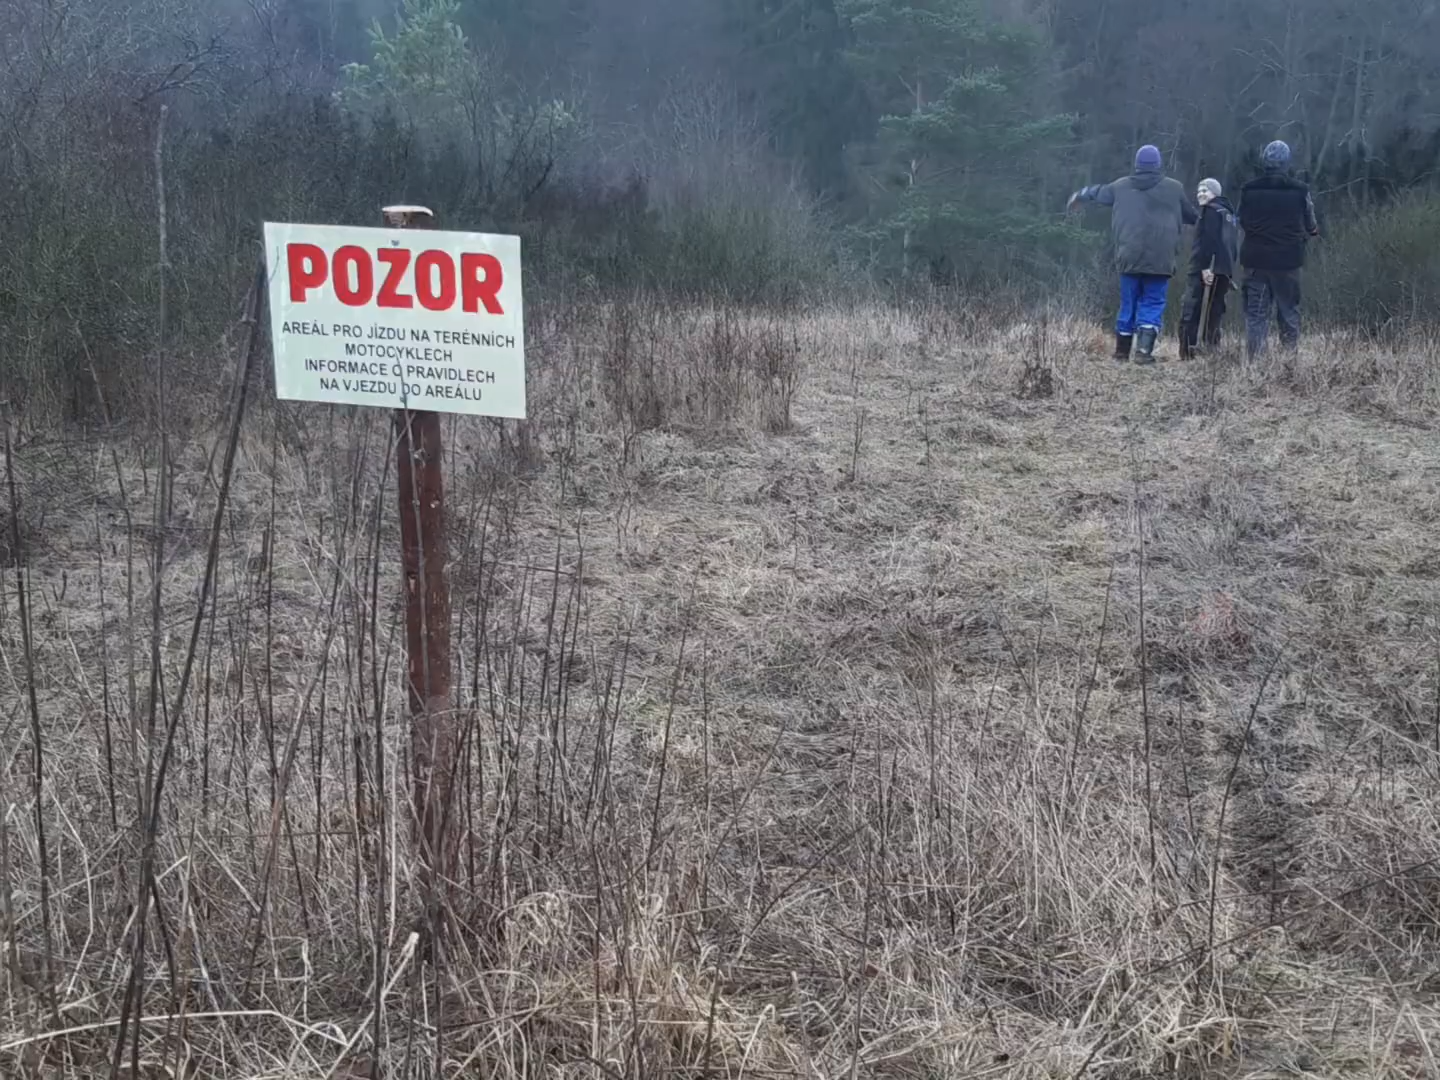 POZOR
AREÁL PRO JÍZDU NA TERÉNNÍCH
MOTOCYKLECH
INFORMACE O PRAVIDLECH
NA VJEZDU DO AREÁLU